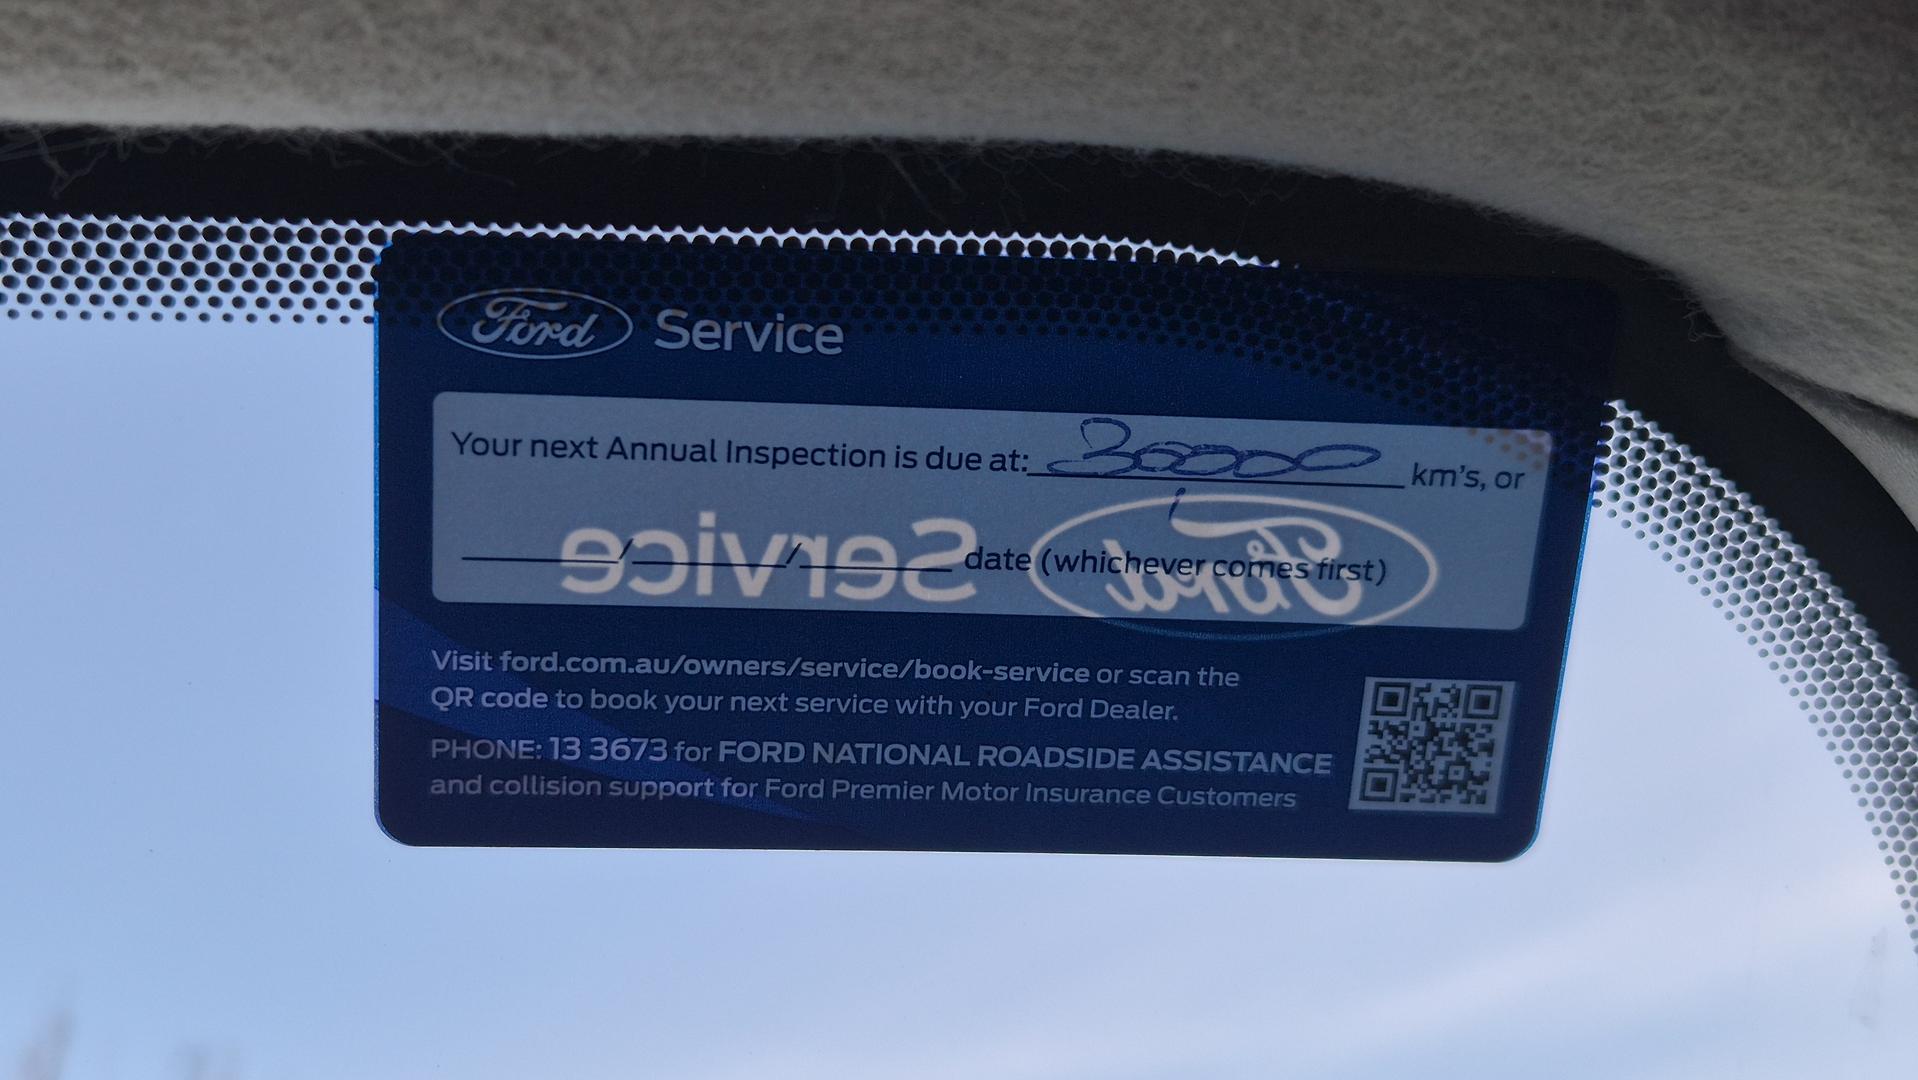 Ford Service
Your next Annual Inspection is due at: 30000 km's, or
___/___/___ date (whichever comes first)
Service Ford
Visit ford.com.au/owners/service/book-service or scan the
QR code to book your next service with your Ford Dealer.
PHONE: 13 3673 for FORD NATIONAL ROADSIDE ASSISTANCE
and collision support for Ford Premier Motor Insurance Customers